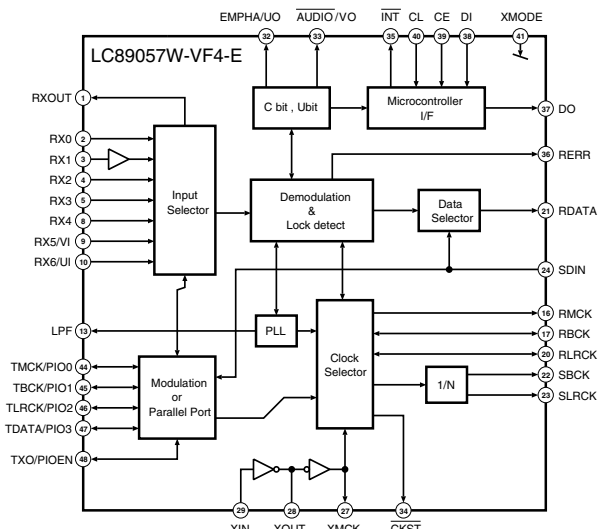 EMPHA/UO AUDIO/VO INT CL CE DI XMODE
32 33 35 40 39 38 41
LC89057W-VF4-E
RXOUT 1
RX0 2
RX1 3
RX2 4
RX3 5
RX4 8
RX5/VI 9
RX6/UI 10
LPF 13
TMCK/PIO0 44
TBCK/PIO1 45
TLRCK/PIO2 46
TDATA/PIO3 47
TXO/PIOEN 48
C bit , Ubit
Microcontroller
I/F
Input
Selector
Demodulation
&
Lock detect
Data
Selector
PLL
Clock
Selector
1/N
Modulation
or
Parallel Port
37 DO
36 RERR
21 RDATA
24 SDIN
16 RMCK
17 RBCK
20 RLRCK
22 SBCK
23 SLRCK
29 28 27 34
XIN XOUT XMCK CKST